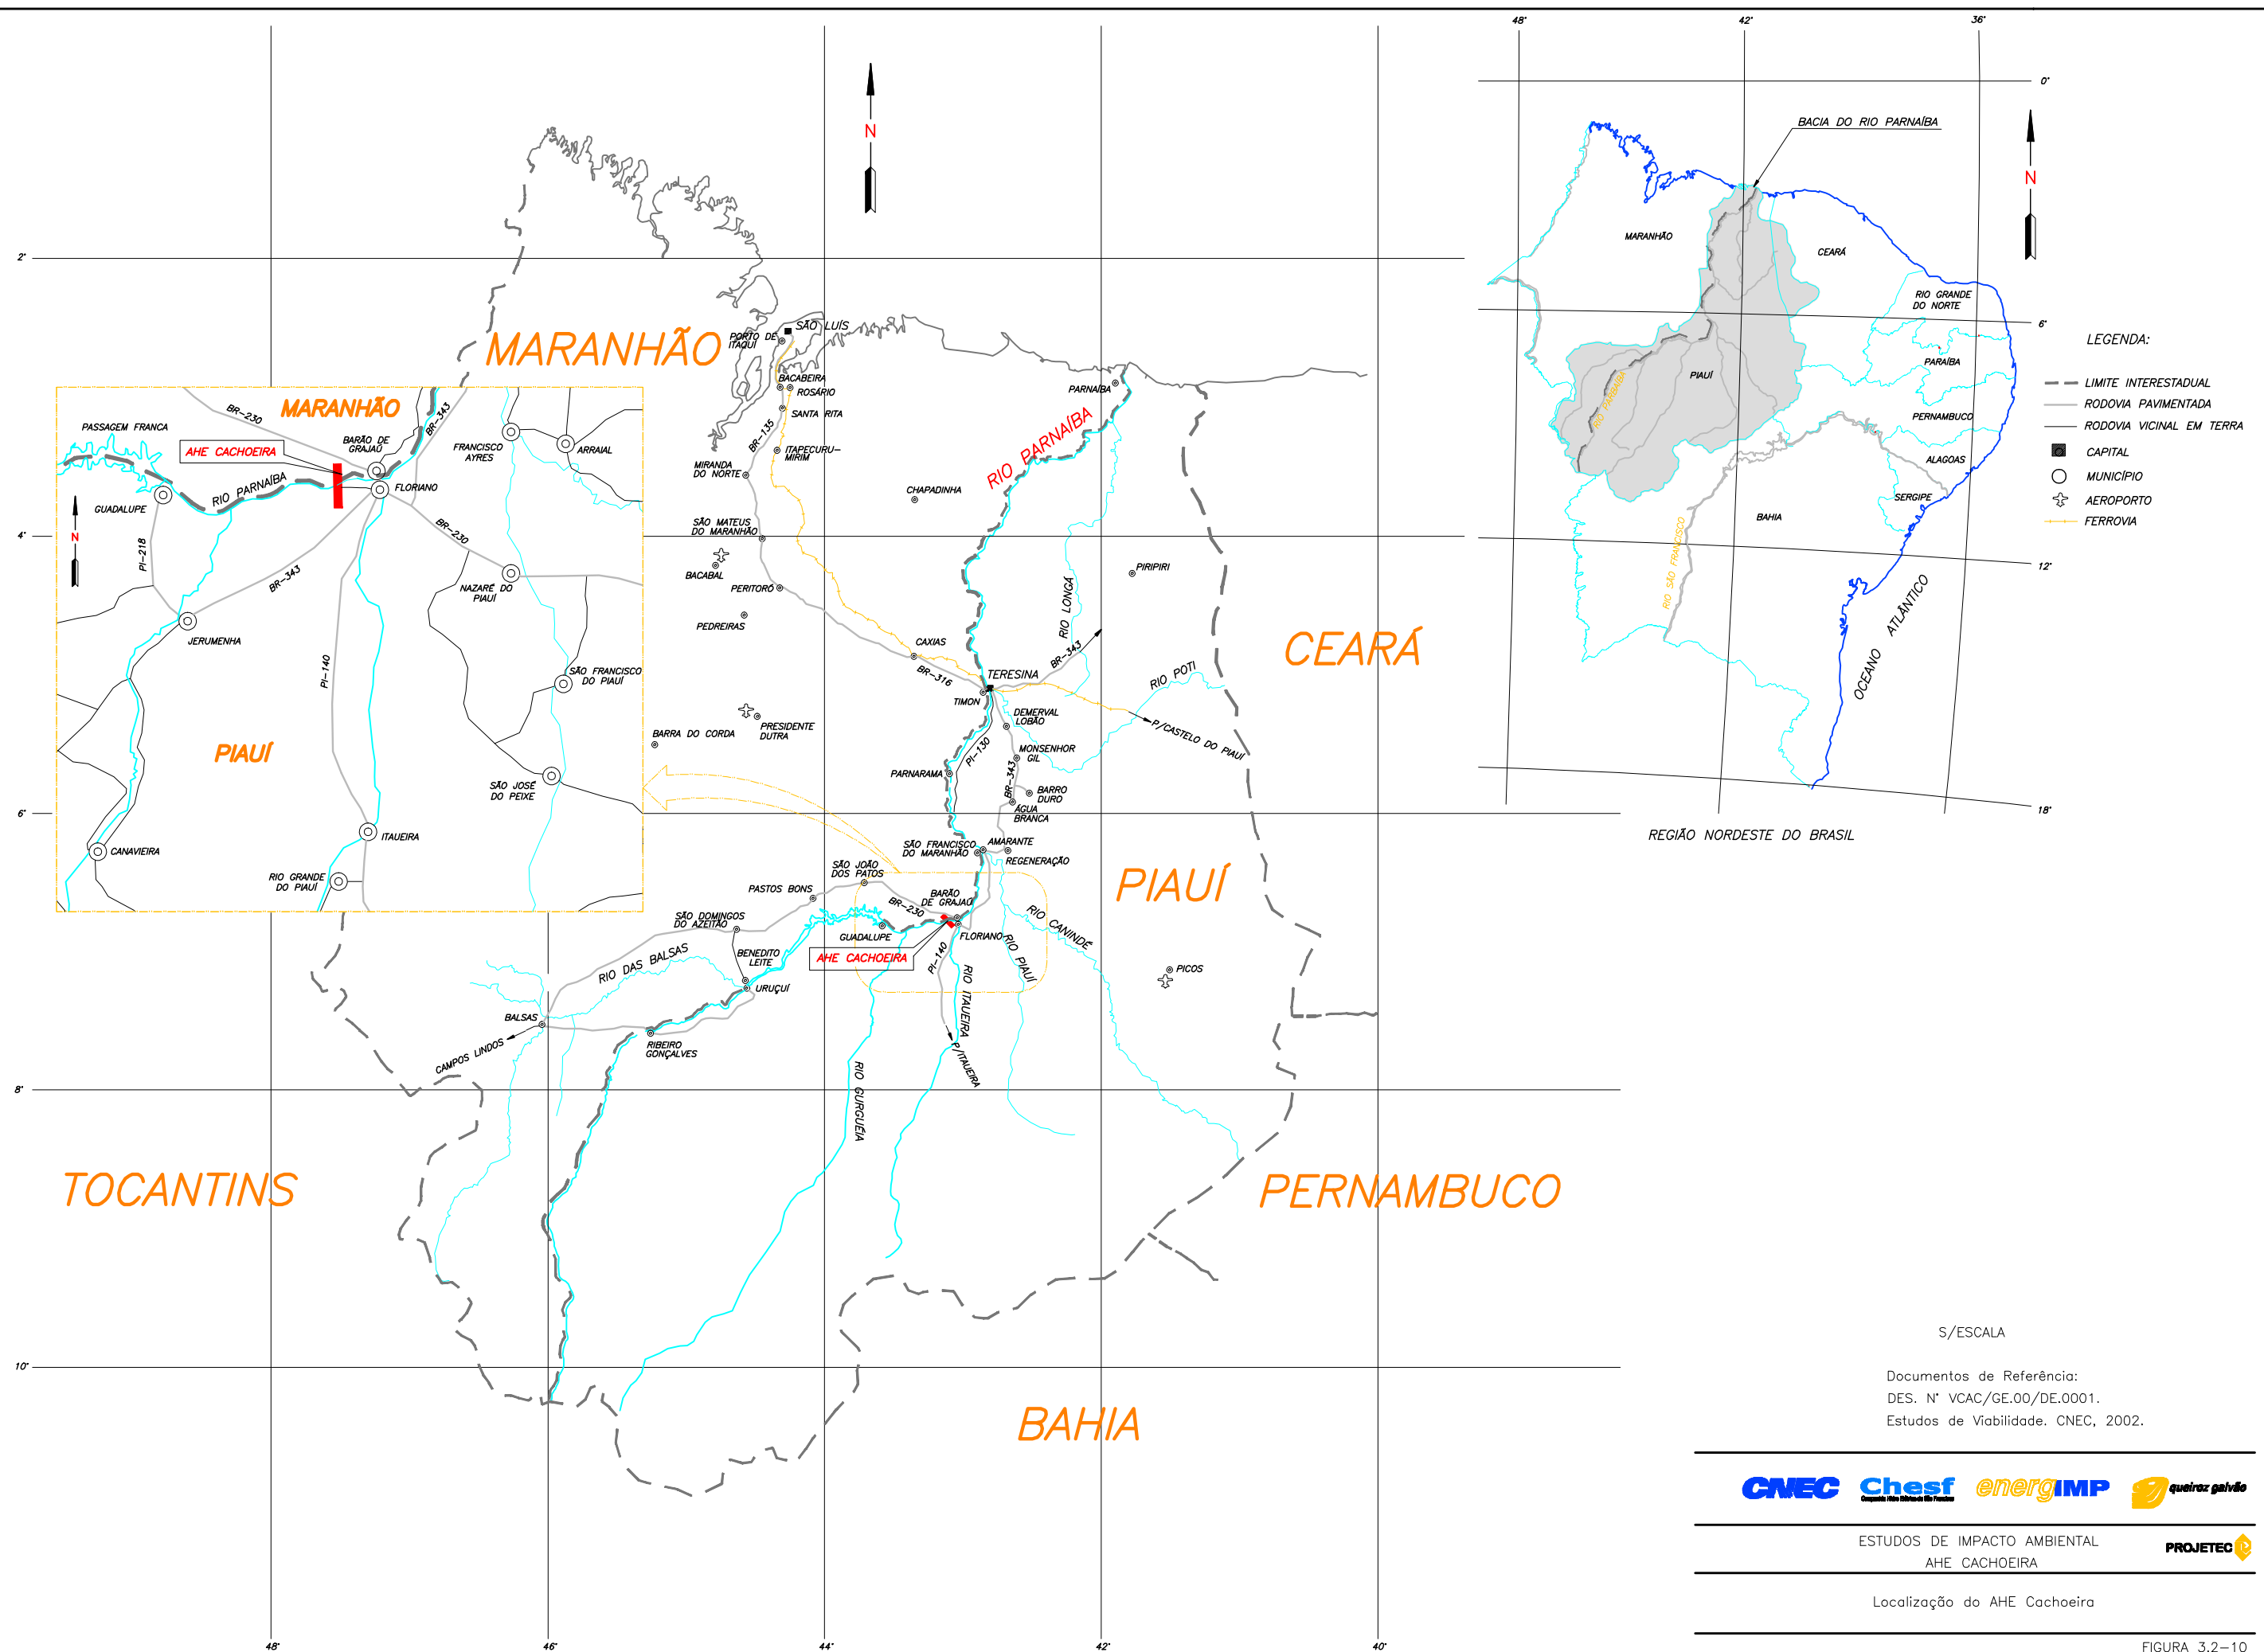 48°
42°
36°
0°
BACIA DO RIO PARNAÍBA
N
N
MARANHÃO
CEARÁ
RIO GRANDE
DO NORTE
6°
PARAÍBA
PIAUÍ
RIO PARNAÍBA
PERNAMBUCO
ALAGOAS
SERGIPE
BAHIA
RIO SÃO FRANCISCO
12°
OCEANO ATLÂNTICO
18°
REGIÃO NORDESTE DO BRASIL
LEGENDA:
LIMITE INTERESTADUAL
RODOVIA PAVIMENTADA
RODOVIA VICINAL EM TERRA
CAPITAL
MUNICÍPIO
AEROPORTO
FERROVIA
2°
4°
6°
8°
10°
48°
46°
44°
42°
40°
MARANHÃO
CEARÁ
PIAUÍ
TOCANTINS
PERNAMBUCO
BAHIA
SÃO LUÍS
PORTO DE
ITAQUÍ
BACABEIRA
ROSÁRIO
SANTA RITA
BR-135
ITAPECURU-
MIRIM
MIRANDA
DO NORTE
CHAPADINHA
SÃO MATEUS
DO MARANHÃO
BACABAL
PERITORÓ
PEDREIRAS
PARNAÍBA
RIO PARNAÍBA
PIRIPIRI
RIO LONGÁ
BR-343
RIO POTI
CAXIAS
BR-316
TERESINA
TIMON
DEMERVAL
LOBÃO
P/CASTELO DO PIAUÍ
PRESIDENTE
DUTRA
BARRA DO CORDA
PI-130
MONSENHOR
GIL
PARNARAMA
BR-343
BARRO
DURO
ÁGUA
BRANCA
SÃO FRANCISCO
DO MARANHÃO
AMARANTE
REGENERAÇÃO
SÃO JOÃO
DOS PATOS
PASTOS BONS
BARÃO
DE GRAJAÚ
BR-230
SÃO DOMINGOS
DO AZEITÃO
GUADALUPE
FLORIANO
RIO CANINDÉ
RIO PIAUÍ
AHE CACHOEIRA
BENEDITO
LEITE
RIO DAS BALSAS
URUÇUÍ
PI-140
RIO ITAUEIRA
PICOS
BALSAS
CAMPOS LINDOS
RIBEIRO
GONÇALVES
P/ITAUEIRA
RIO GURGUÉIA
BR-230
MARANHÃO
BR-343
PASSAGEM FRANCA
BARÃO DE
GRAJAÚ
FRANCISCO
AYRES
ARRAIAL
AHE CACHOEIRA
RIO PARNAÍBA
FLORIANO
GUADALUPE
N
PI-218
BR-230
BR-343
NAZARÉ DO
PIAUÍ
JERUMENHA
PI-140
SÃO FRANCISCO
DO PIAUÍ
PIAUÍ
SÃO JOSÉ
DO PEIXE
ITAUEIRA
CANAVIEIRA
RIO GRANDE
DO PIAUÍ
S/ESCALA
Documentos de Referência:
DES. N° VCAC/GE.00/DE.0001.
Estudos de Viabilidade. CNEC, 2002.
CNEC
Chesf
Companhia Hidro Elétrica do São Francisco
energIMP
queiroz galvão
ESTUDOS DE IMPACTO AMBIENTAL
AHE CACHOEIRA
PROJETEC
Localização do AHE Cachoeira
FIGURA 3.2-10